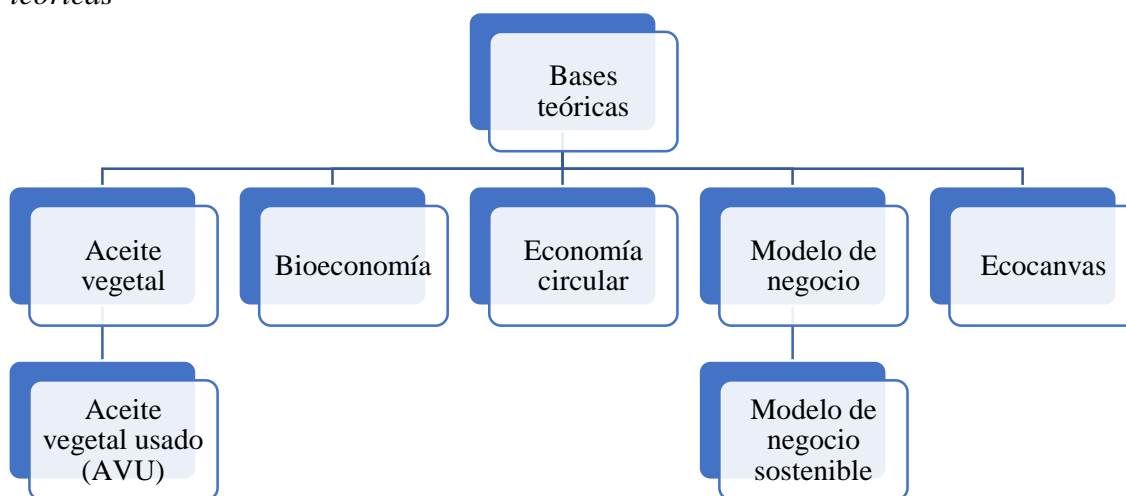 teóricas
Bases
teóricas
Aceite
vegetal
Bioeconomía
Economía
circular
Modelo de
negocio
Ecocanvas
Aceite
vegetal usado
(AVU)
Modelo de
negocio
sostenible